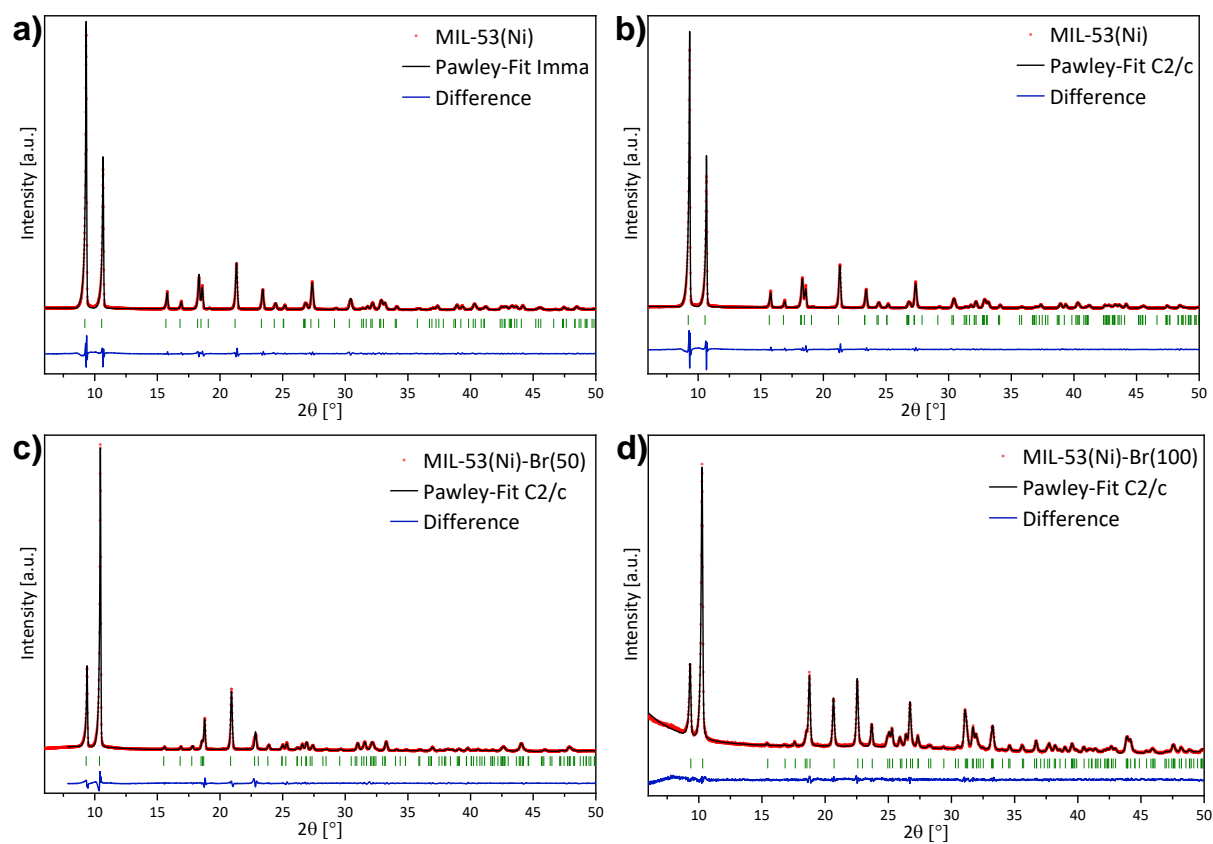 a)
MIL-53(Ni)
Pawley-Fit Imma
Difference
Intensity [a.u.]
10 15 20 25 30 35 40 45 50
2θ [°]
b)
MIL-53(Ni)
Pawley-Fit C2/c
Difference
Intensity [a.u.]
10 15 20 25 30 35 40 45 50
2θ [°]
c)
MIL-53(Ni)-Br(50)
Pawley-Fit C2/c
Difference
Intensity [a.u.]
10 15 20 25 30 35 40 45 50
2θ [°]
d)
MIL-53(Ni)-Br(100)
Pawley-Fit C2/c
Difference
Intensity [a.u.]
10 15 20 25 30 35 40 45 50
2θ [°]